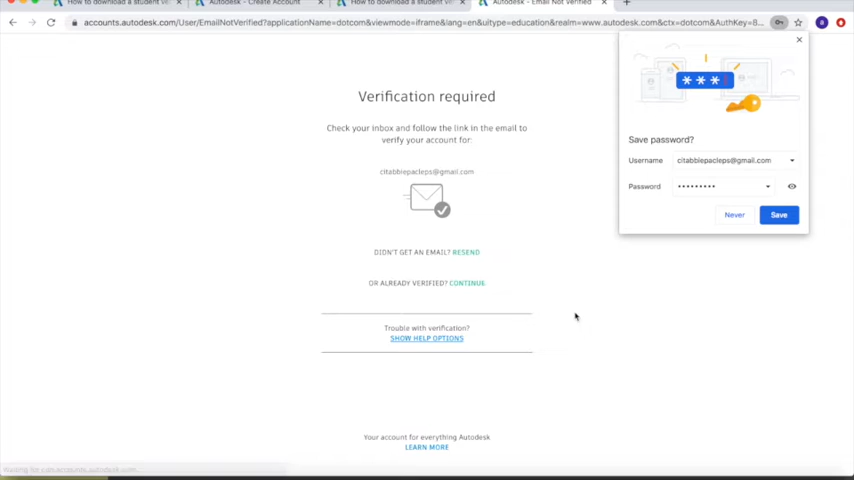 How to download a student ve
Autodesk - Create Account
How to download a student ve
Autodesk - Email Not Verified
accounts.autodesk.com/User/EmailNotVerified?applicationName=dotcom&viewmode=iframe&lang=en&uitype=education&realm=www.autodesk.com&ctx=dotcom&AuthKey=8...
a
Verification required
Check your inbox and follow the link in the email to
verify your account for:
citabbiepacleps@gmail.com
DIDN'T GET AN EMAIL? RESEND
OR ALREADY VERIFIED? CONTINUE
Trouble with verification?
SHOW HELP OPTIONS
Your account for everything Autodesk
LEARN MORE
Save password?
Username citabbiepacleps@gmail.com
Password •••••••••
Never Save